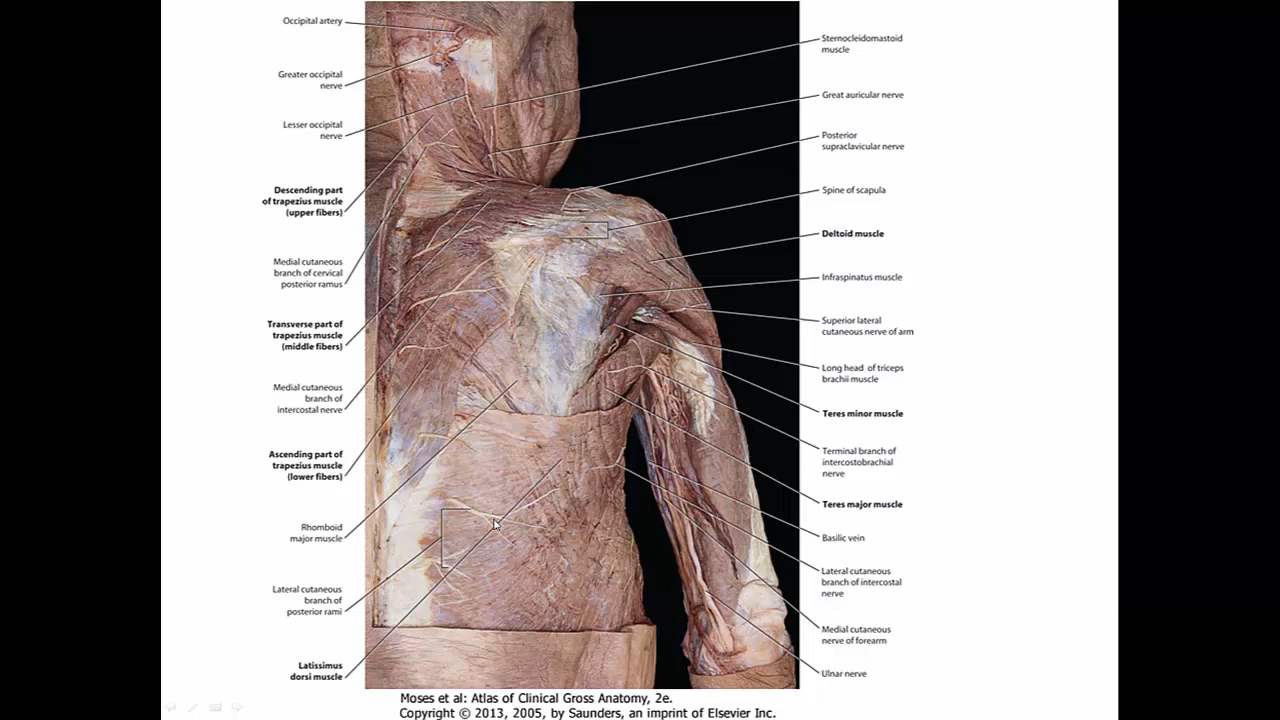 Occipital artery
Greater occipital
nerve
Lesser occipital
nerve
Descending part
of trapezius muscle
(upper fibers)
Medial cutaneous
branch of cervical
posterior ramus
Transverse part of
trapezius muscle
(middle fibers)
Medial cutaneous
branch of
intercostal nerve
Ascending part of
trapezius muscle
(lower fibers)
Rhomboid
major muscle
Lateral cutaneous
branch of
posterior rami
Latissimus
dorsi muscle
Sternocleidomastoid
muscle
Great auricular nerve
Posterior
supraclavicular nerve
Spine of scapula
Deltoid muscle
Infraspinatus muscle
Superior lateral
cutaneous nerve of arm
Long head of triceps
brachii muscle
Teres minor muscle
Terminal branch of
intercostobrachial
nerve
Teres major muscle
Basilic vein
Lateral cutaneous
branch of intercostal
nerve
Medial cutaneous
nerve of forearm
Ulnar nerve
Moses et al: Atlas of Clinical Gross Anatomy, 2e.
Copyright © 2013, 2005, by Saunders, an imprint of Elsevier Inc.